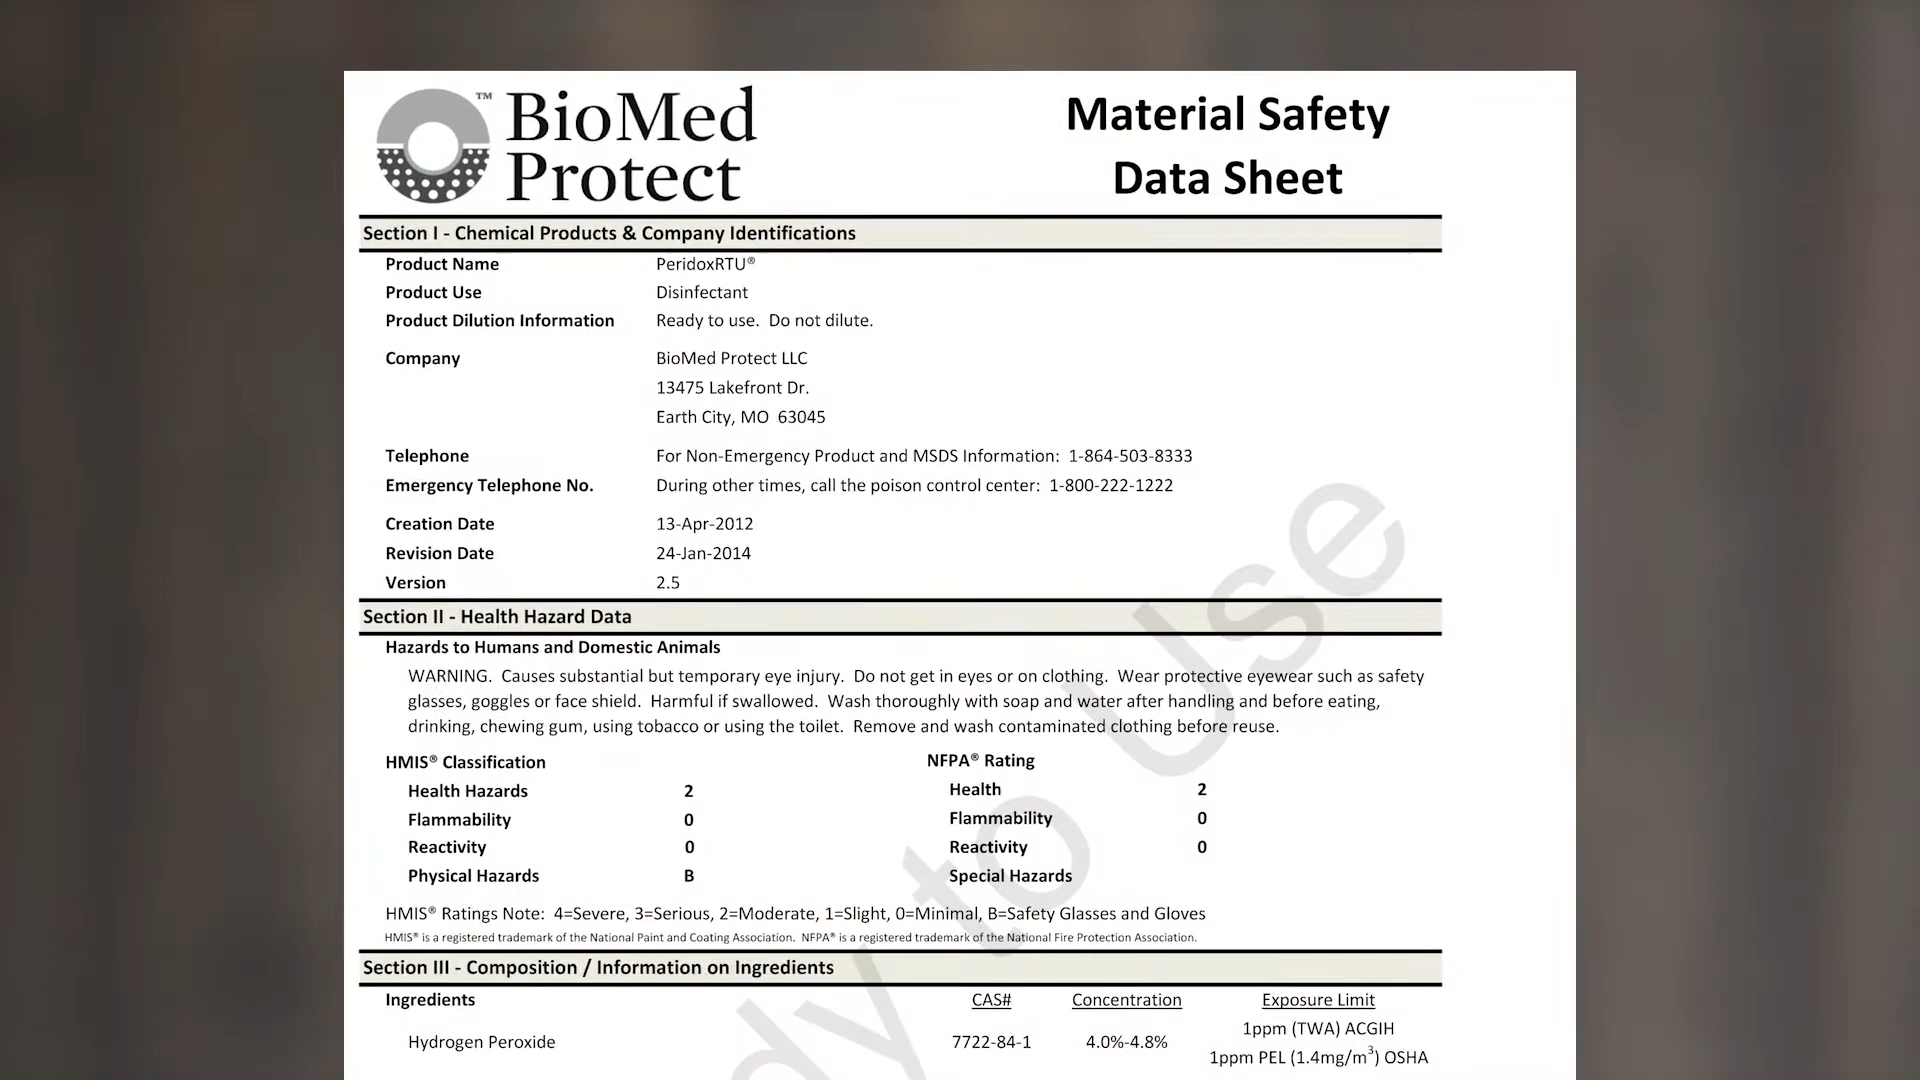 BioMed™
Protect
Material Safety
Data Sheet
Section I - Chemical Products & Company Identifications
Product Name PeridoxRTU®
Product Use Disinfectant
Product Dilution Information Ready to use. Do not dilute.
Company BioMed Protect LLC
13475 Lakefront Dr.
Earth City, MO 63045
Telephone For Non-Emergency Product and MSDS Information: 1-864-503-8333
Emergency Telephone No. During other times, call the poison control center: 1-800-222-1222
Creation Date 13-Apr-2012
Revision Date 24-Jan-2014
Version 2.5
Section II - Health Hazard Data
Hazards to Humans and Domestic Animals
WARNING. Causes substantial but temporary eye injury. Do not get in eyes or on clothing. Wear protective eyewear such as safety
glasses, goggles or face shield. Harmful if swallowed. Wash thoroughly with soap and water after handling and before eating,
drinking, chewing gum, using tobacco or using the toilet. Remove and wash contaminated clothing before reuse.
HMIS® Classification NFPA® Rating
Health Hazards 2 Health 2
Flammability 0 Flammability 0
Reactivity 0 Reactivity 0
Physical Hazards B Special Hazards
HMIS® Ratings Note: 4=Severe, 3=Serious, 2=Moderate, 1=Slight, 0=Minimal, B=Safety Glasses and Gloves
HMIS® is a registered trademark of the National Paint and Coating Association. NFPA® is a registered trademark of the National Fire Protection Association.
Section III - Composition / Information on Ingredients
Ingredients CAS# Concentration Exposure Limit
Hydrogen Peroxide 7722-84-1 4.0%-4.8% 1ppm (TWA) ACGIH
1ppm PEL (1.4mg/m³) OSHA
dy to Use